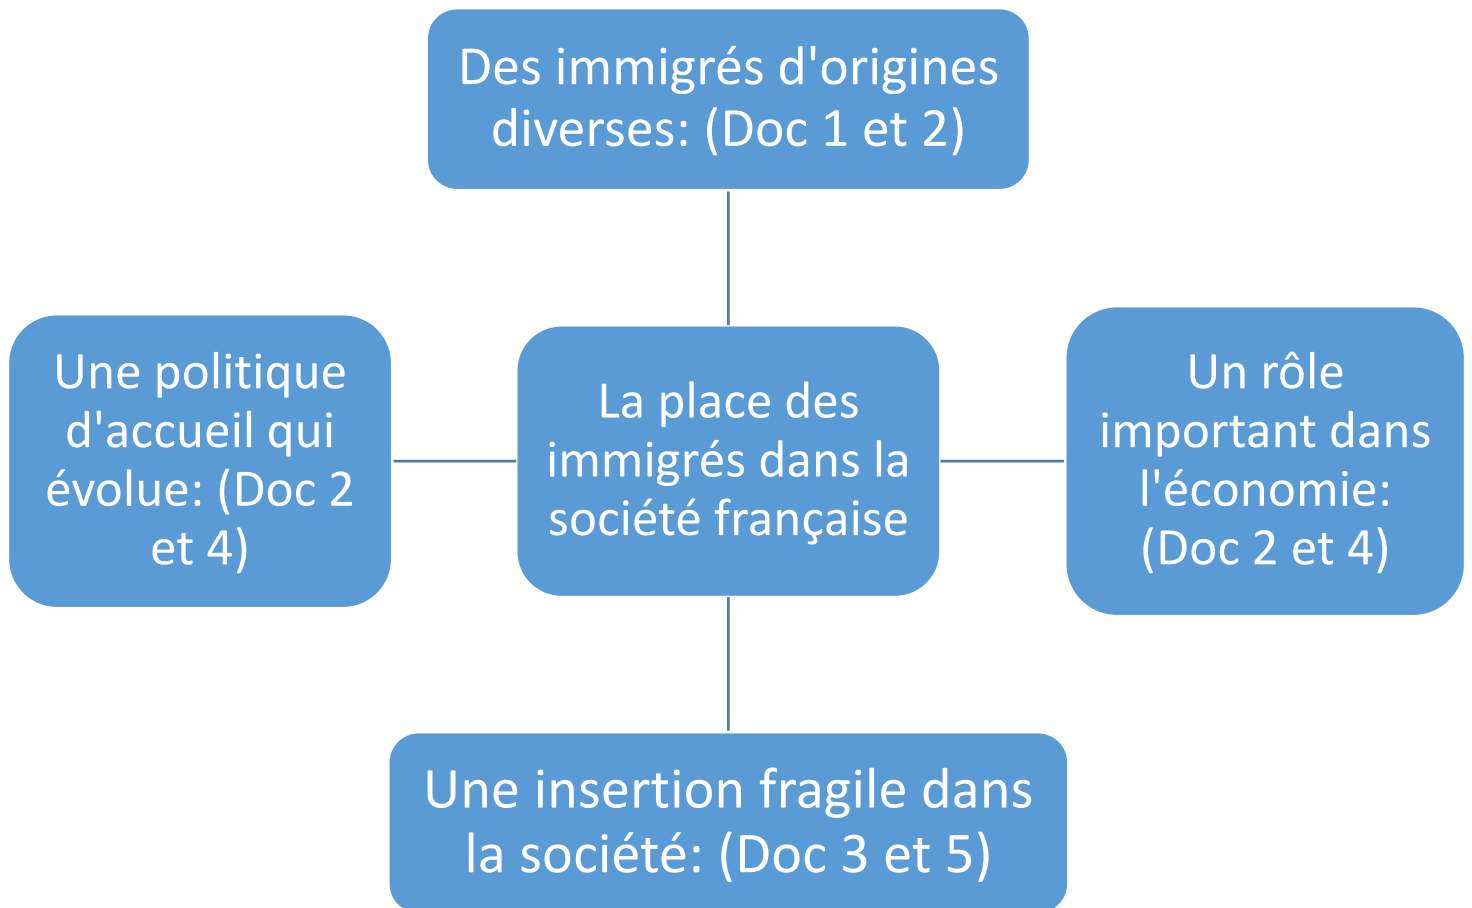 Des immigrés d'origines
diverses: (Doc 1 et 2)
Une politique
d'accueil qui
évolue: (Doc 2
et 4)
La place des
immigrés dans la
société française
Un rôle
important dans
l'économie:
(Doc 2 et 4)
Une insertion fragile dans
la société: (Doc 3 et 5)